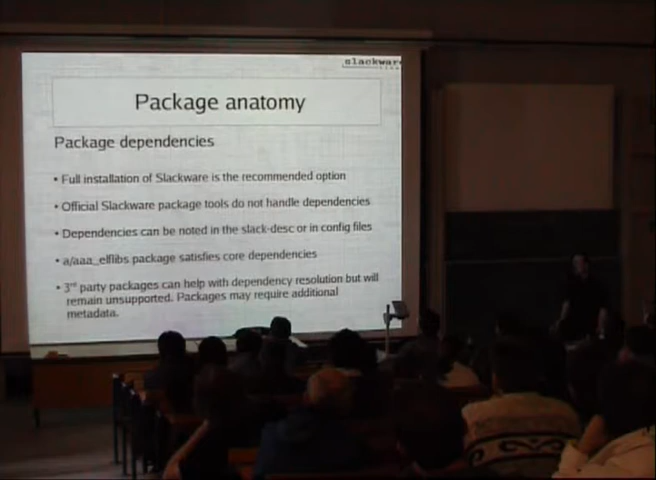 slackware
Package anatomy
Package dependencies
• Full installation of Slackware is the recommended option
• Official Slackware package tools do not handle dependencies
• Dependencies can be noted in the slack-desc or in config files
• a/aaa_elflibs package satisfies core dependencies
• 3rd party packages can help with dependency resolution but will
remain unsupported. Packages may require additional
metadata.